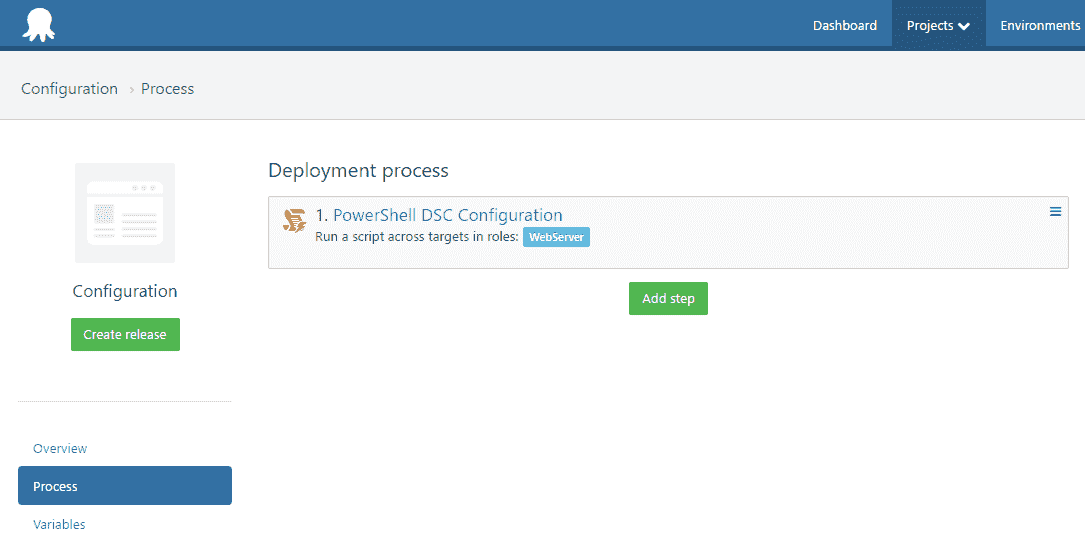 Dashboard Projects Environments
Configuration › Process
Deployment process
1. PowerShell DSC Configuration
Run a script across targets in roles: WebServer
Add step
Configuration
Create release
Overview
Process
Variables